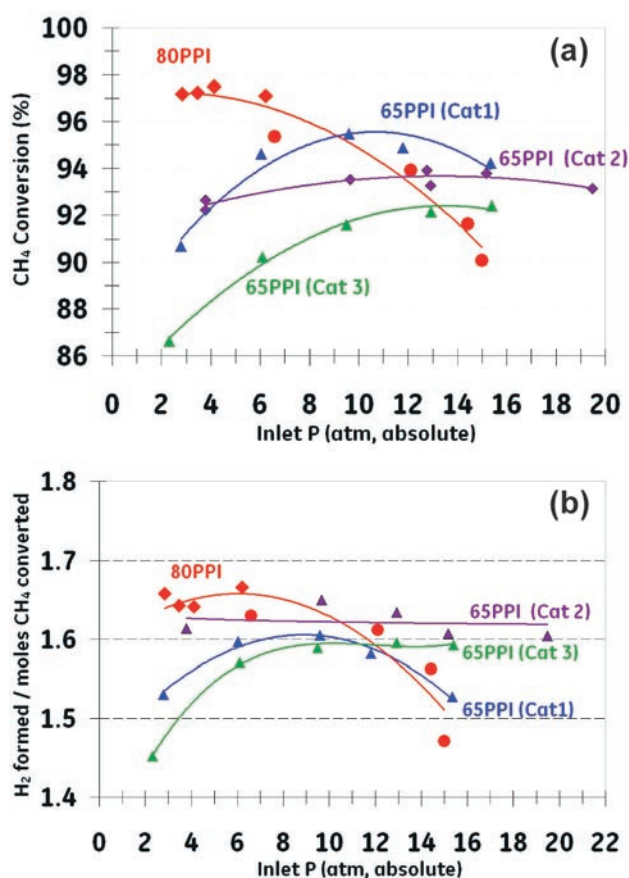 (a)
80PPI
65PPI (Cat1)
65PPI (Cat 2)
65PPI (Cat 3)
CH₄ Conversion (%)
98
96
94
92
90
88
86
0 2 4 6 8 10 12 14 16 18 20
Inlet P (atm, absolute)
(b)
80PPI
65PPI (Cat 2)
65PPI (Cat 3)
65PPI (Cat1)
H₂ formed / moles CH₄ converted
1.8
1.7
1.6
1.5
1.4
0 2 4 6 8 10 12 14 16 18 20 22
Inlet P (atm, absolute)